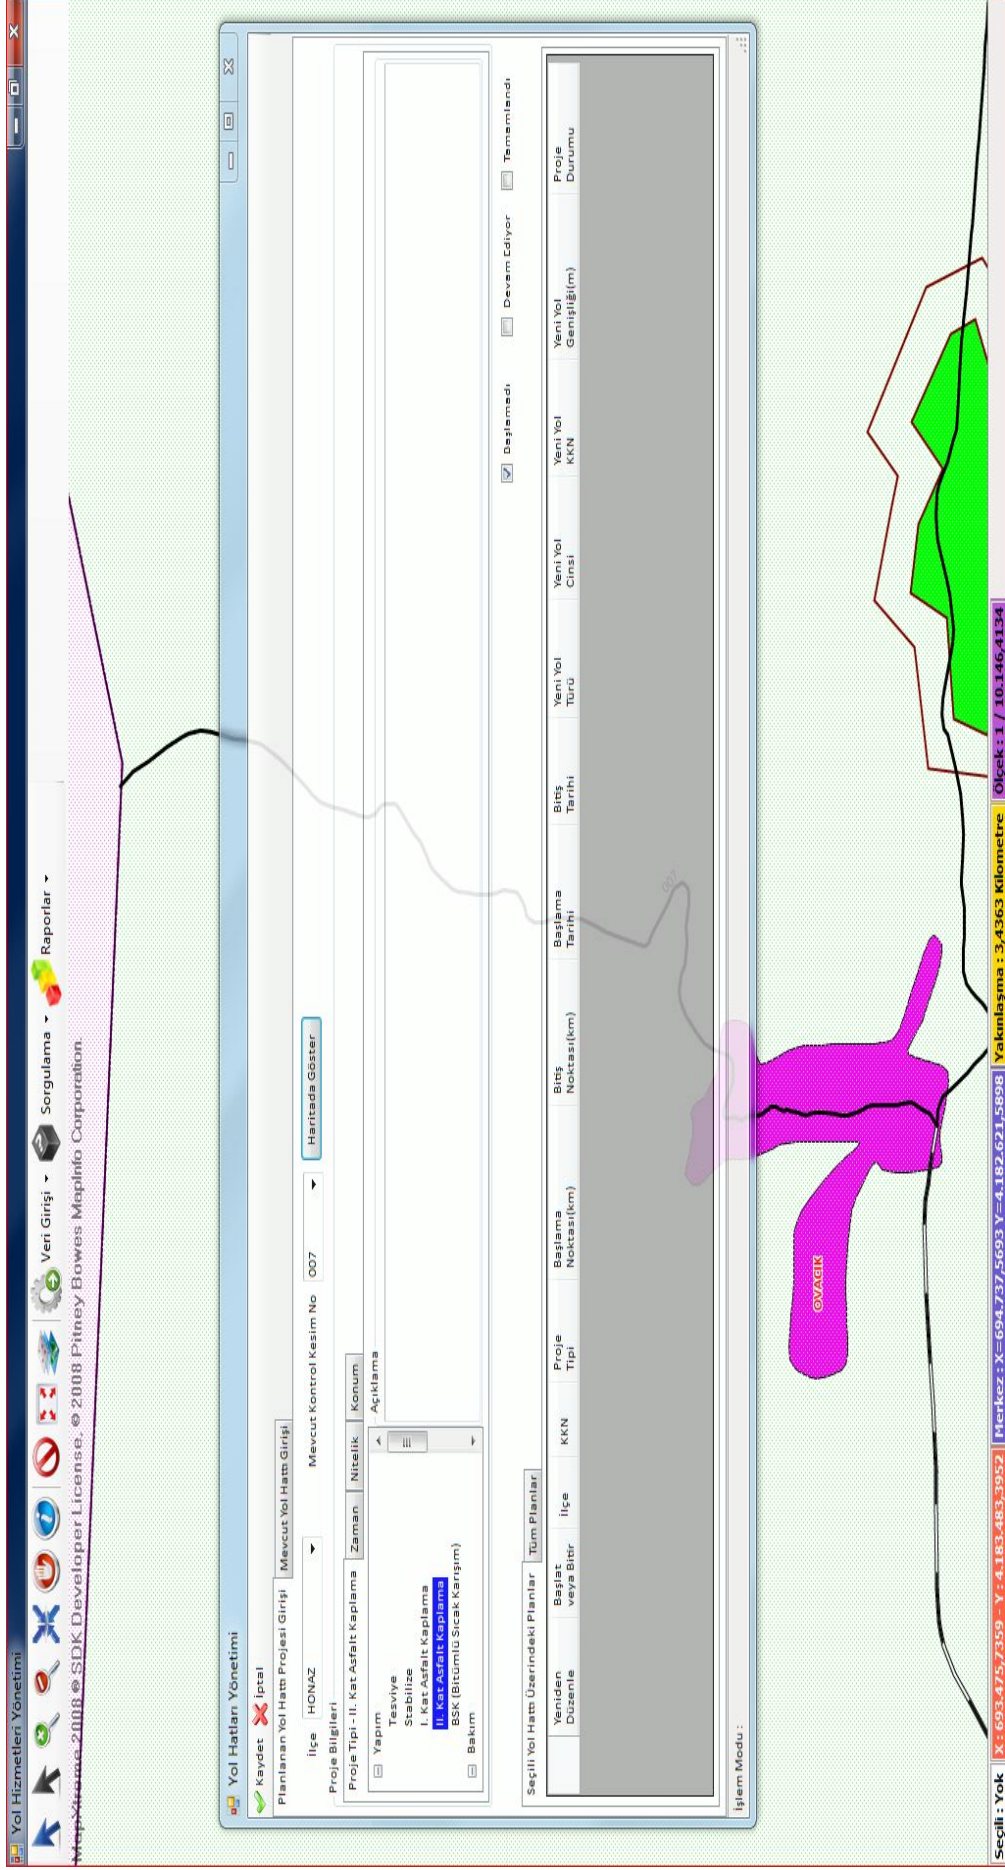 Yol Hizmetleri Yönetimi
Veri Girişi Sorgulama Raporlar
MapXtreme 2008 ® SDK Developer License. © 2008 Pitney Bowes MapInfo Corporation.
Yol Hatları Yönetimi
Kaydet İptal
Planlanan Yol Hattı Projesi Girişi Mevcut Yol Hattı Girişi
İlçe HONAZ Mevcut Kontrol Kesim No 007 Haritada Göster
Proje Bilgileri
Proje Tipi - II. Kat Asfalt Kaplama Zaman Nitelik Konum
Yapım
Tesviye
Stabilize
I. Kat Asfalt Kaplama
II. Kat Asfalt Kaplama
BSK (Bitümlü Sıcak Karışım)
Bakım
Açıklama
Başlamadı Devam Ediyor Tamamlandı
Seçili Yol Hattı Üzerindeki Planlar Tüm Planlar
Yeniden Düzenle Başlat veya Bitir İlçe KKN Proje Tipi Başlama Noktası(km) Bitiş Noktası(km) Başlama Tarihi Bitiş Tarihi Yeni Yol Türü Yeni Yol Cinsi Yeni Yol KKN Yeni Yol Genişliği(m) Proje Durumu
007
İşlem Modu :
OVACIK
Seçili : Yok X : 693.475,7359 - Y : 4.183.483,3952 Merkez : X=694.737,5693 Y=4.182.621,5898 Yakınlaşma : 3,4363 Kilometre Ölçek : 1 / 10.146,4134